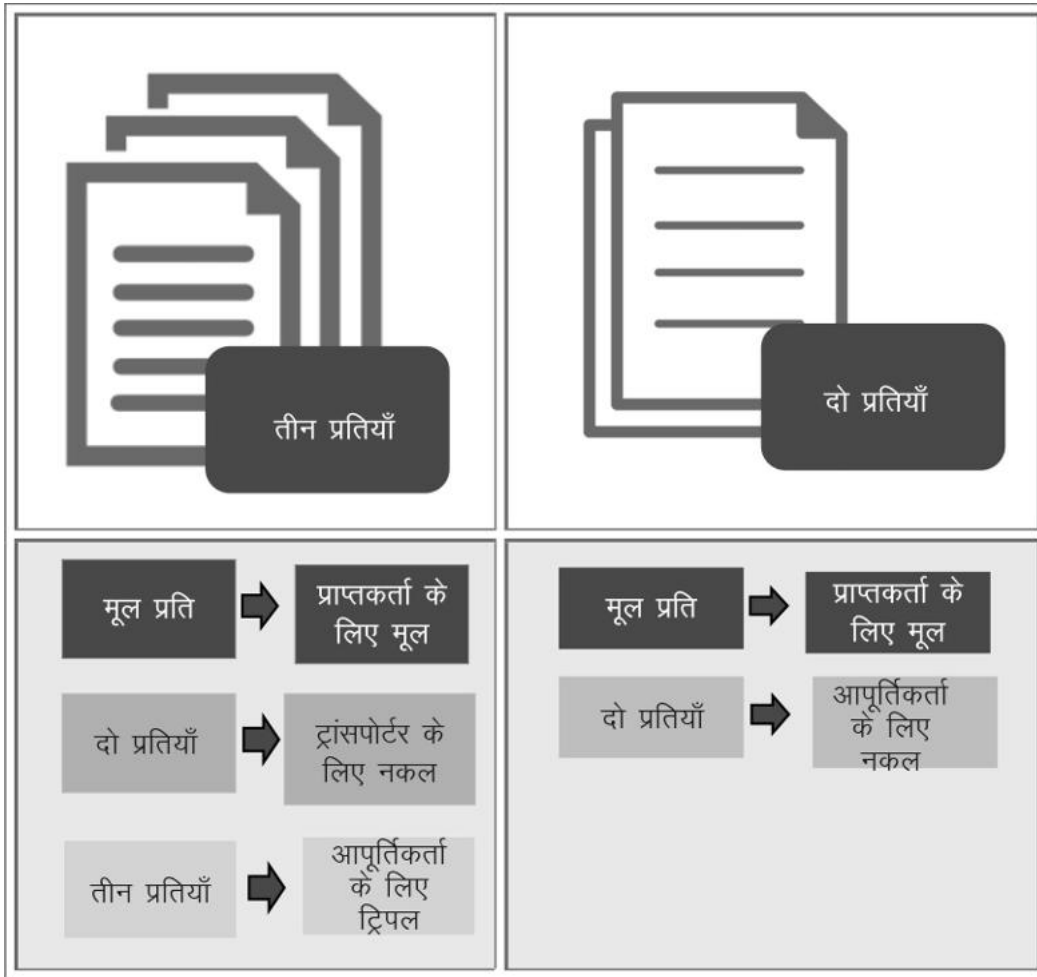 तीन प्रतियाँ
दो प्रतियाँ
मूल प्रति
प्राप्तकर्ता के
लिए मूल
दो प्रतियाँ
ट्रांसपोर्टर के
लिए नकल
तीन प्रतियाँ
आपूर्तिकर्ता
के लिए
ट्रिपल
मूल प्रति
प्राप्तकर्ता के
लिए मूल
दो प्रतियाँ
आपूर्तिकर्ता
के लिए
नकल